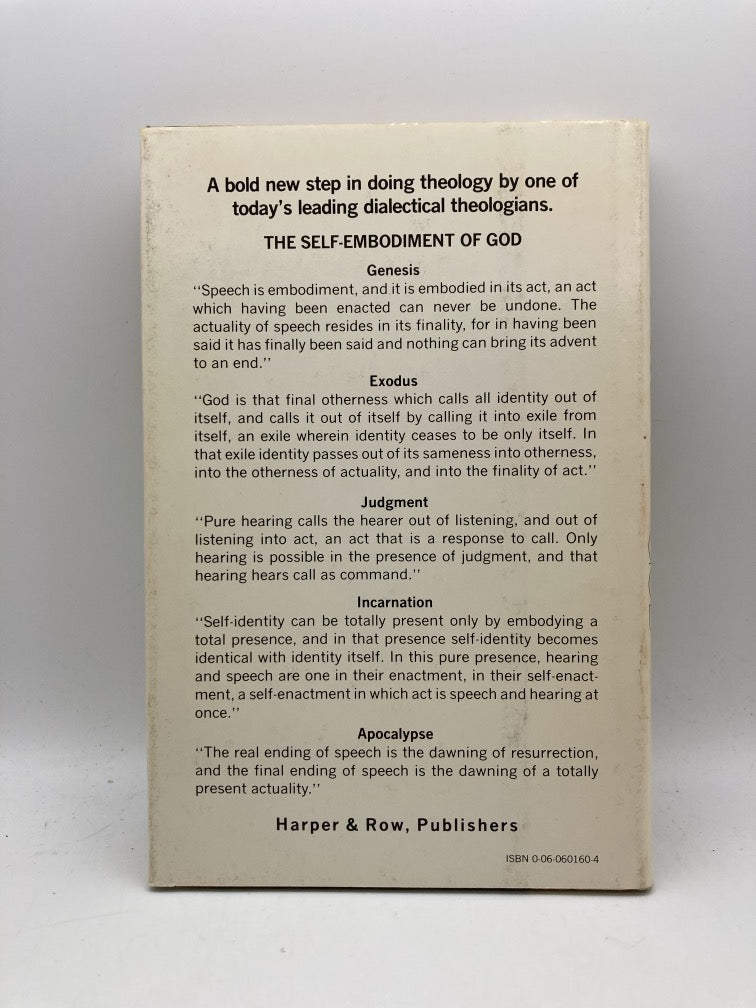 A bold new step in doing theology by one of
today's leading dialectical theologians.
THE SELF-EMBODIMENT OF GOD
Genesis
‘‘Speech is embodiment, and it is embodied in its act, an act
which having been enacted can never be undone. The
actuality of speech resides in its finality, for in having been
said it has finally been said and nothing can bring its advent
to an end.’’
Exodus
‘‘God is that final otherness which calls all identity out of
itself, and calls it out of itself by calling it into exile from
itself, an exile wherein identity ceases to be only itself. In
that exile identity passes out of its sameness into otherness,
into the otherness of actuality, and into the finality of act.’’
Judgment
‘‘Pure hearing calls the hearer out of listening, and out of
listening into act, an act that is a response to call. Only
hearing is possible in the presence of judgment, and that
hearing hears call as command.’’
Incarnation
‘‘Self-identity can be totally present only by embodying a
total presence, and in that presence self-identity becomes
identical with identity itself. In this pure presence, hearing
and speech are one in their enactment, in their self-enact-
ment, a self-enactment in which act is speech and hearing at
once.’’
Apocalypse
‘‘The real ending of speech is the dawning of resurrection,
and the final ending of speech is the dawning of a totally
present actuality.’’
Harper & Row, Publishers
ISBN 0-06-060160-4